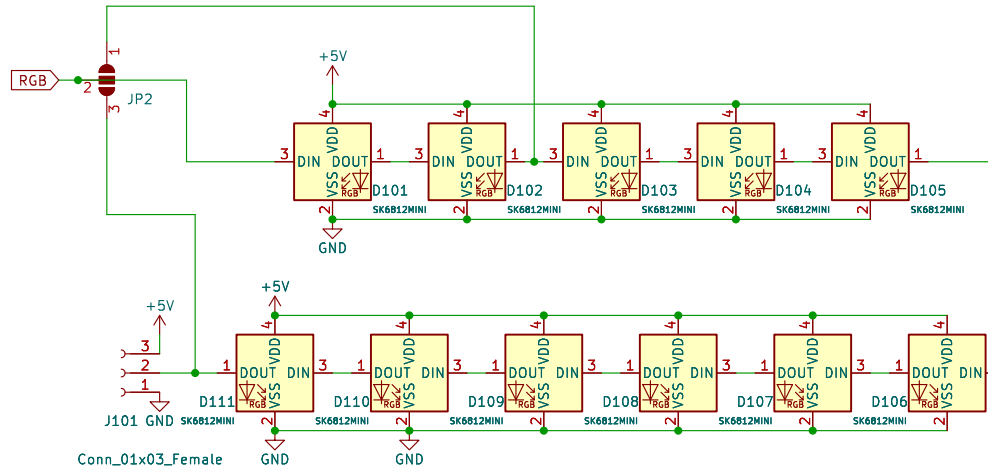 1
RGB
2
JP2
3
+5V
4 4 4 4 4
VDD VDD VDD VDD VDD
3 DIN DOUT 1 3 DIN DOUT 1 3 DIN DOUT 1 3 DIN DOUT 1 3 DIN DOUT 1
VSS VSS VSS VSS VSS
RGB D101 RGB D102 RGB D103 RGB D104 RGB D105
2 SK6812MINI 2 SK6812MINI 2 SK6812MINI 2 SK6812MINI 2 SK6812MINI
GND
+5V
+5V
4 4 4 4 4 4
VDD VDD VDD VDD VDD VDD
3
2 1 DOUT DIN 3 1 DOUT DIN 3 1 DOUT DIN 3 1 DOUT DIN 3 1 DOUT DIN 3 1 DOUT DIN
1
VSS VSS VSS VSS VSS VSS
D111 RGB D110 RGB D109 RGB D108 RGB D107 RGB D106 RGB
J101 GND SK6812MINI 2 SK6812MINI 2 SK6812MINI 2 SK6812MINI 2 SK6812MINI 2 SK6812MINI 2
Conn_01x03_Female GND GND